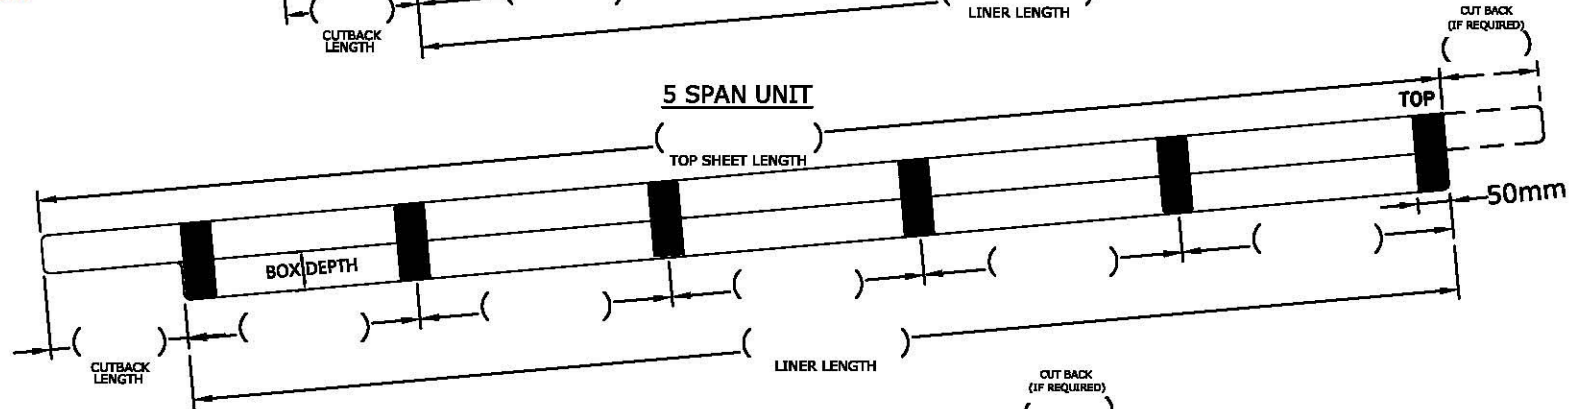 CUTBACK
LENGTH
LINER LENGTH
CUT BACK
(IF REQUIRED)
5 SPAN UNIT
TOP
TOP SHEET LENGTH
50mm
BOX DEPTH
CUTBACK
LENGTH
LINER LENGTH
CUT BACK
(IF REQUIRED)